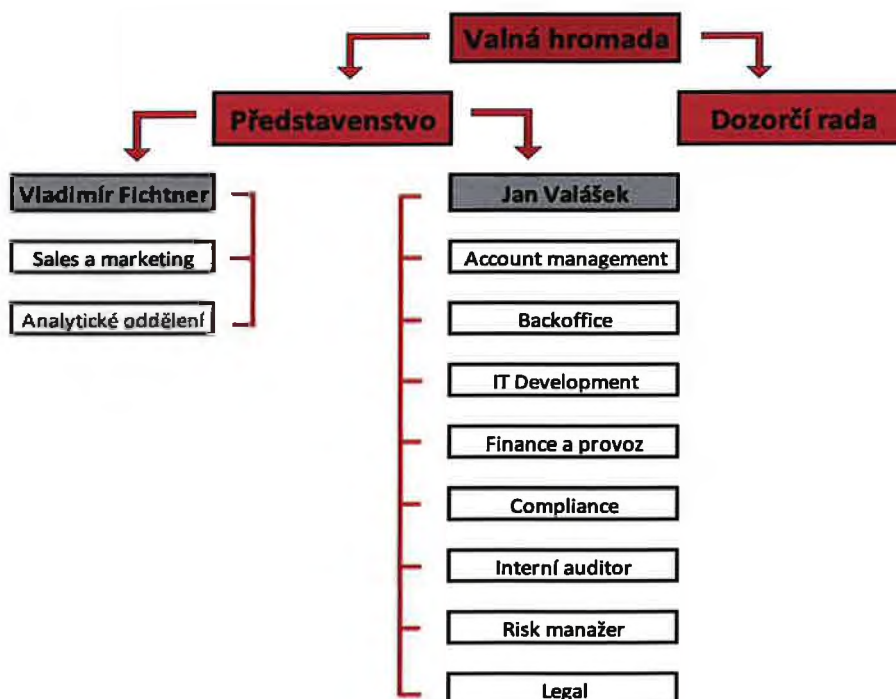 Valná hromada
Představenstvo
Dozorčí rada
Vladimír Fichtner
Sales a marketing
Analytické oddělení
Jan Valášek
Account management
Backoffice
IT Development
Finance a provoz
Compliance
Interní auditor
Risk manažer
Legal